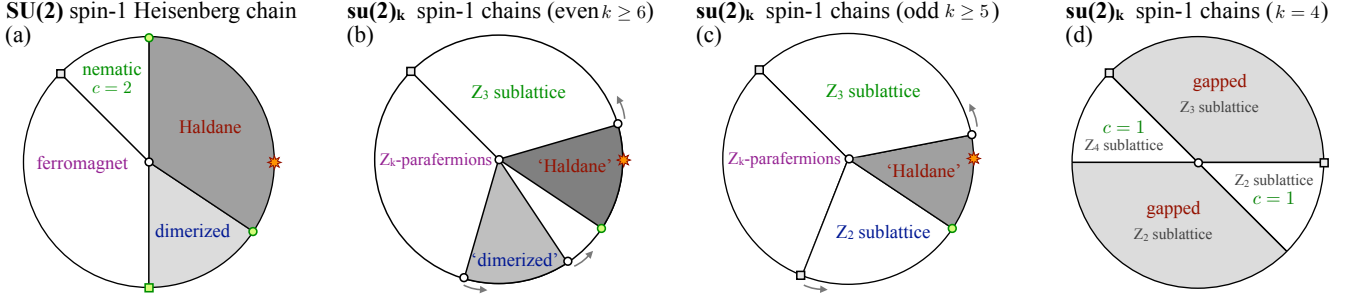 SU(2) spin-1 Heisenberg chain
(a)
nematic
c = 2
Haldane
ferromagnet
dimerized
su(2)k spin-1 chains (even k ≥ 6)
(b)
Z3 sublattice
Zk-parafermions
'Haldane'
'dimerized'
su(2)k spin-1 chains (odd k ≥ 5)
(c)
Z3 sublattice
Zk-parafermions
'Haldane'
Z2 sublattice
su(2)k spin-1 chains (k = 4)
(d)
gapped
Z3 sublattice
c = 1
Z4 sublattice
Z2 sublattice
c = 1
gapped
Z2 sublattice